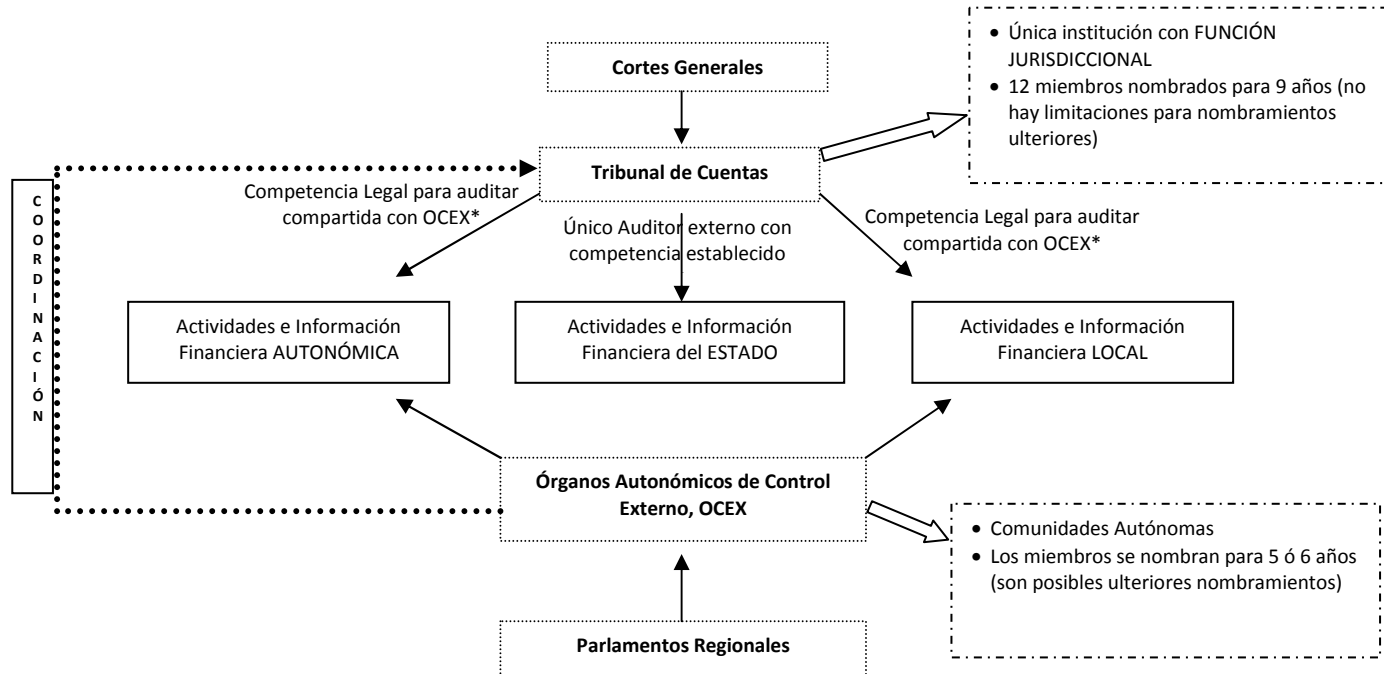 Cortes Generales
• Única institución con FUNCIÓN
JURISDICCIONAL
• 12 miembros nombrados para 9 años (no
hay limitaciones para nombramientos
ulteriores)
Tribunal de Cuentas
COORDINACIÓN
Competencia Legal para auditar
compartida con OCEX*
Único Auditor externo con
competencia establecido
Competencia Legal para auditar
compartida con OCEX*
Actividades e Información
Financiera AUTONÓMICA
Actividades e Información
Financiera del ESTADO
Actividades e Información
Financiera LOCAL
Órganos Autonómicos de Control
Externo, OCEX
• Comunidades Autónomas
• Los miembros se nombran para 5 ó 6 años
(son posibles ulteriores nombramientos)
Parlamentos Regionales